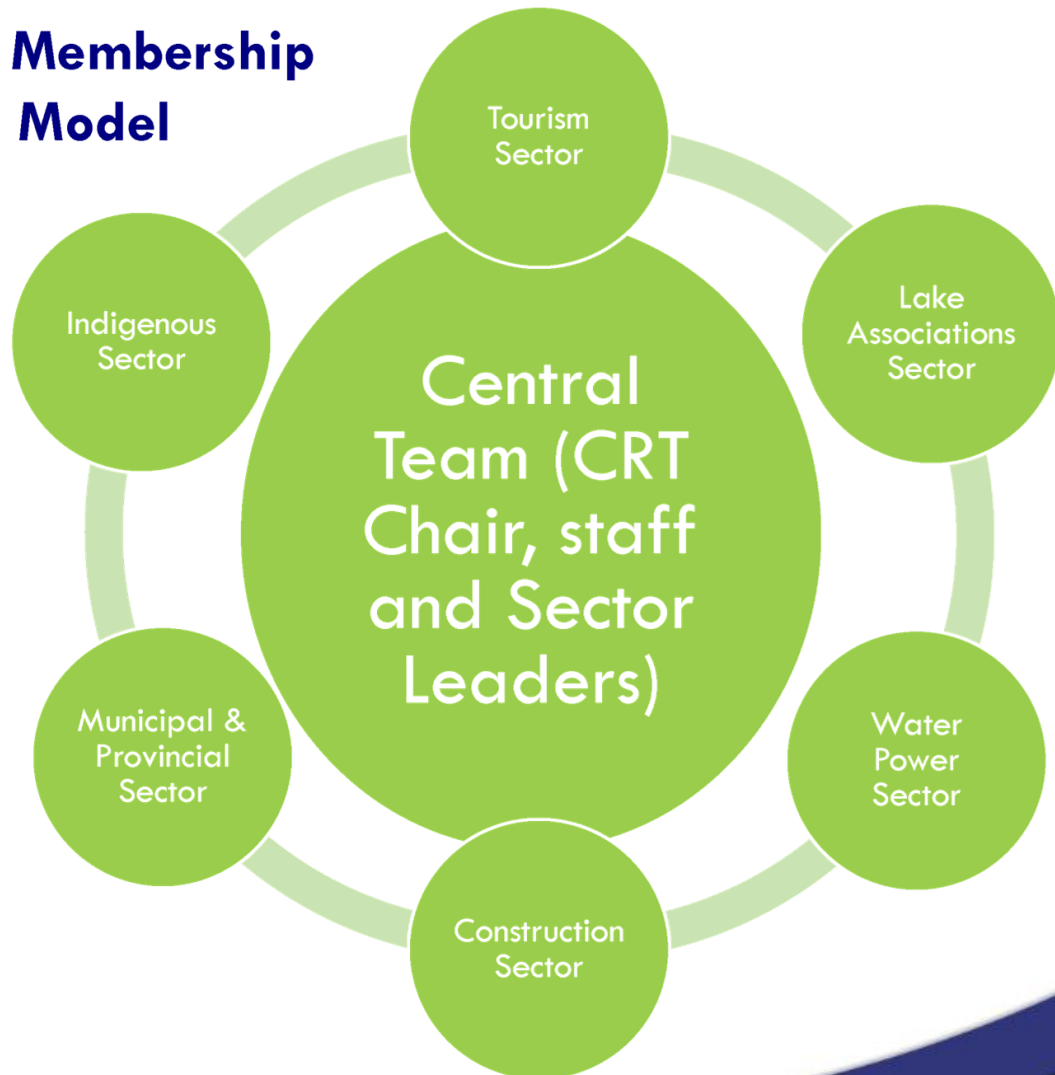 Membership
Model
Tourism
Sector
Lake
Associations
Sector
Indigenous
Sector
Central
Team (CRT
Chair, staff
and Sector
Leaders)
Municipal &
Provincial
Sector
Water
Power
Sector
Construction
Sector